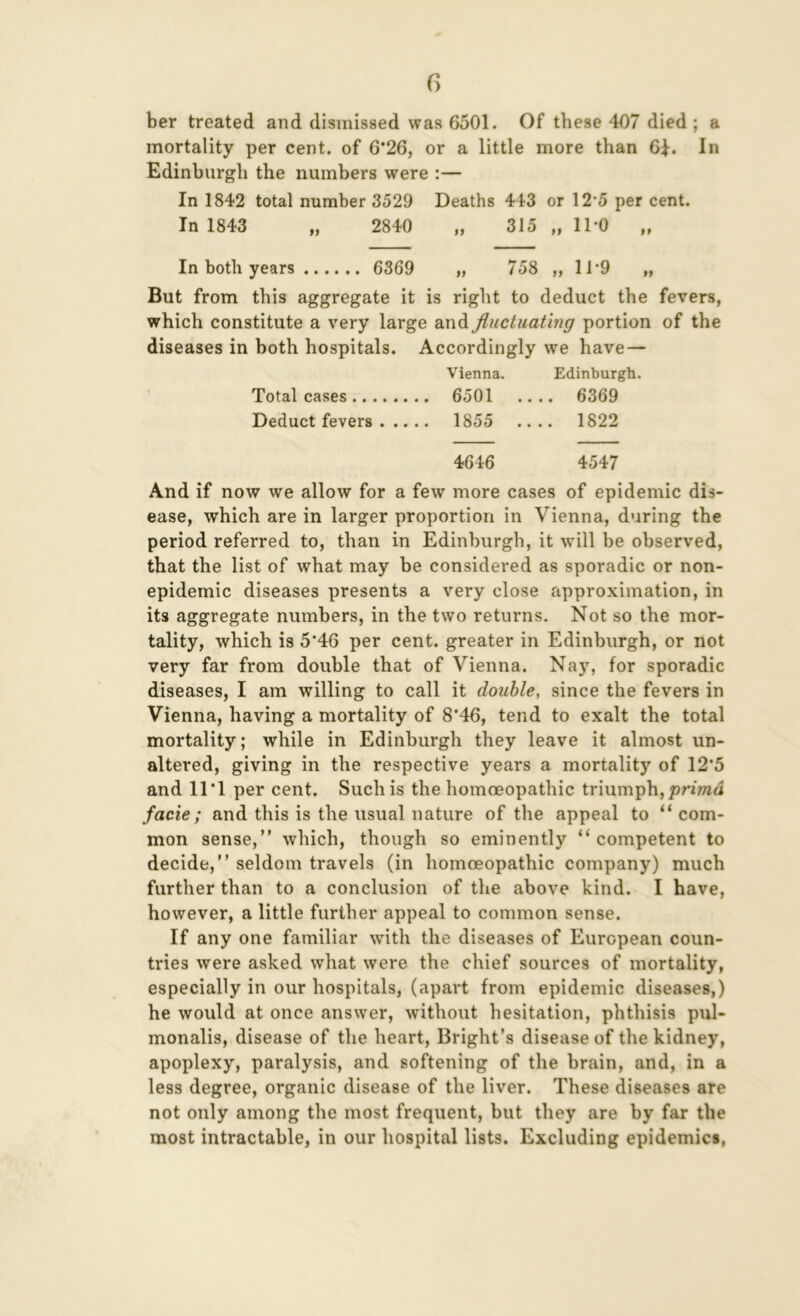 6
ber treated and dismissed was 6501. Of these 407 died; a
mortality per cent. of 6·26, or a little more than 6¼. In
Edinburgh the numbers were :—
In 1842 total number 3529 Deaths 443 or 12·5 per cent.
In 1843 „ 2840 „ 315 „ 11·0 „
In both years ...... 6369 „ 758 „ 11·9 „
But from this aggregate it is right to deduct the fevers,
which constitute a very large and fluctuating portion of the
diseases in both hospitals. Accordingly we have—
Vienna. Edinburgh.
Total cases ........ 6501 .... 6369
Deduct fevers ..... 1855 .... 1822
4646 4547
And if now we allow for a few more cases of epidemic dis-
ease, which are in larger proportion in Vienna, during the
period referred to, than in Edinburgh, it will be observed,
that the list of what may be considered as sporadic or non-
epidemic diseases presents a very close approximation, in
its aggregate numbers, in the two returns. Not so the mor-
tality, which is 5·46 per cent. greater in Edinburgh, or not
very far from double that of Vienna. Nay, for sporadic
diseases, I am willing to call it double, since the fevers in
Vienna, having a mortality of 8·46, tend to exalt the total
mortality; while in Edinburgh they leave it almost un-
altered, giving in the respective years a mortality of 12·5
and 11·1 per cent. Such is the homœopathic triumph, primâ
facie; and this is the usual nature of the appeal to “com-
mon sense,” which, though so eminently “competent to
decide,” seldom travels (in homœopathic company) much
further than to a conclusion of the above kind. I have,
however, a little further appeal to common sense.
If any one familiar with the diseases of European coun-
tries were asked what were the chief sources of mortality,
especially in our hospitals, (apart from epidemic diseases,)
he would at once answer, without hesitation, phthisis pul-
monalis, disease of the heart, Bright’s disease of the kidney,
apoplexy, paralysis, and softening of the brain, and, in a
less degree, organic disease of the liver. These diseases are
not only among the most frequent, but they are by far the
most intractable, in our hospital lists. Excluding epidemics,